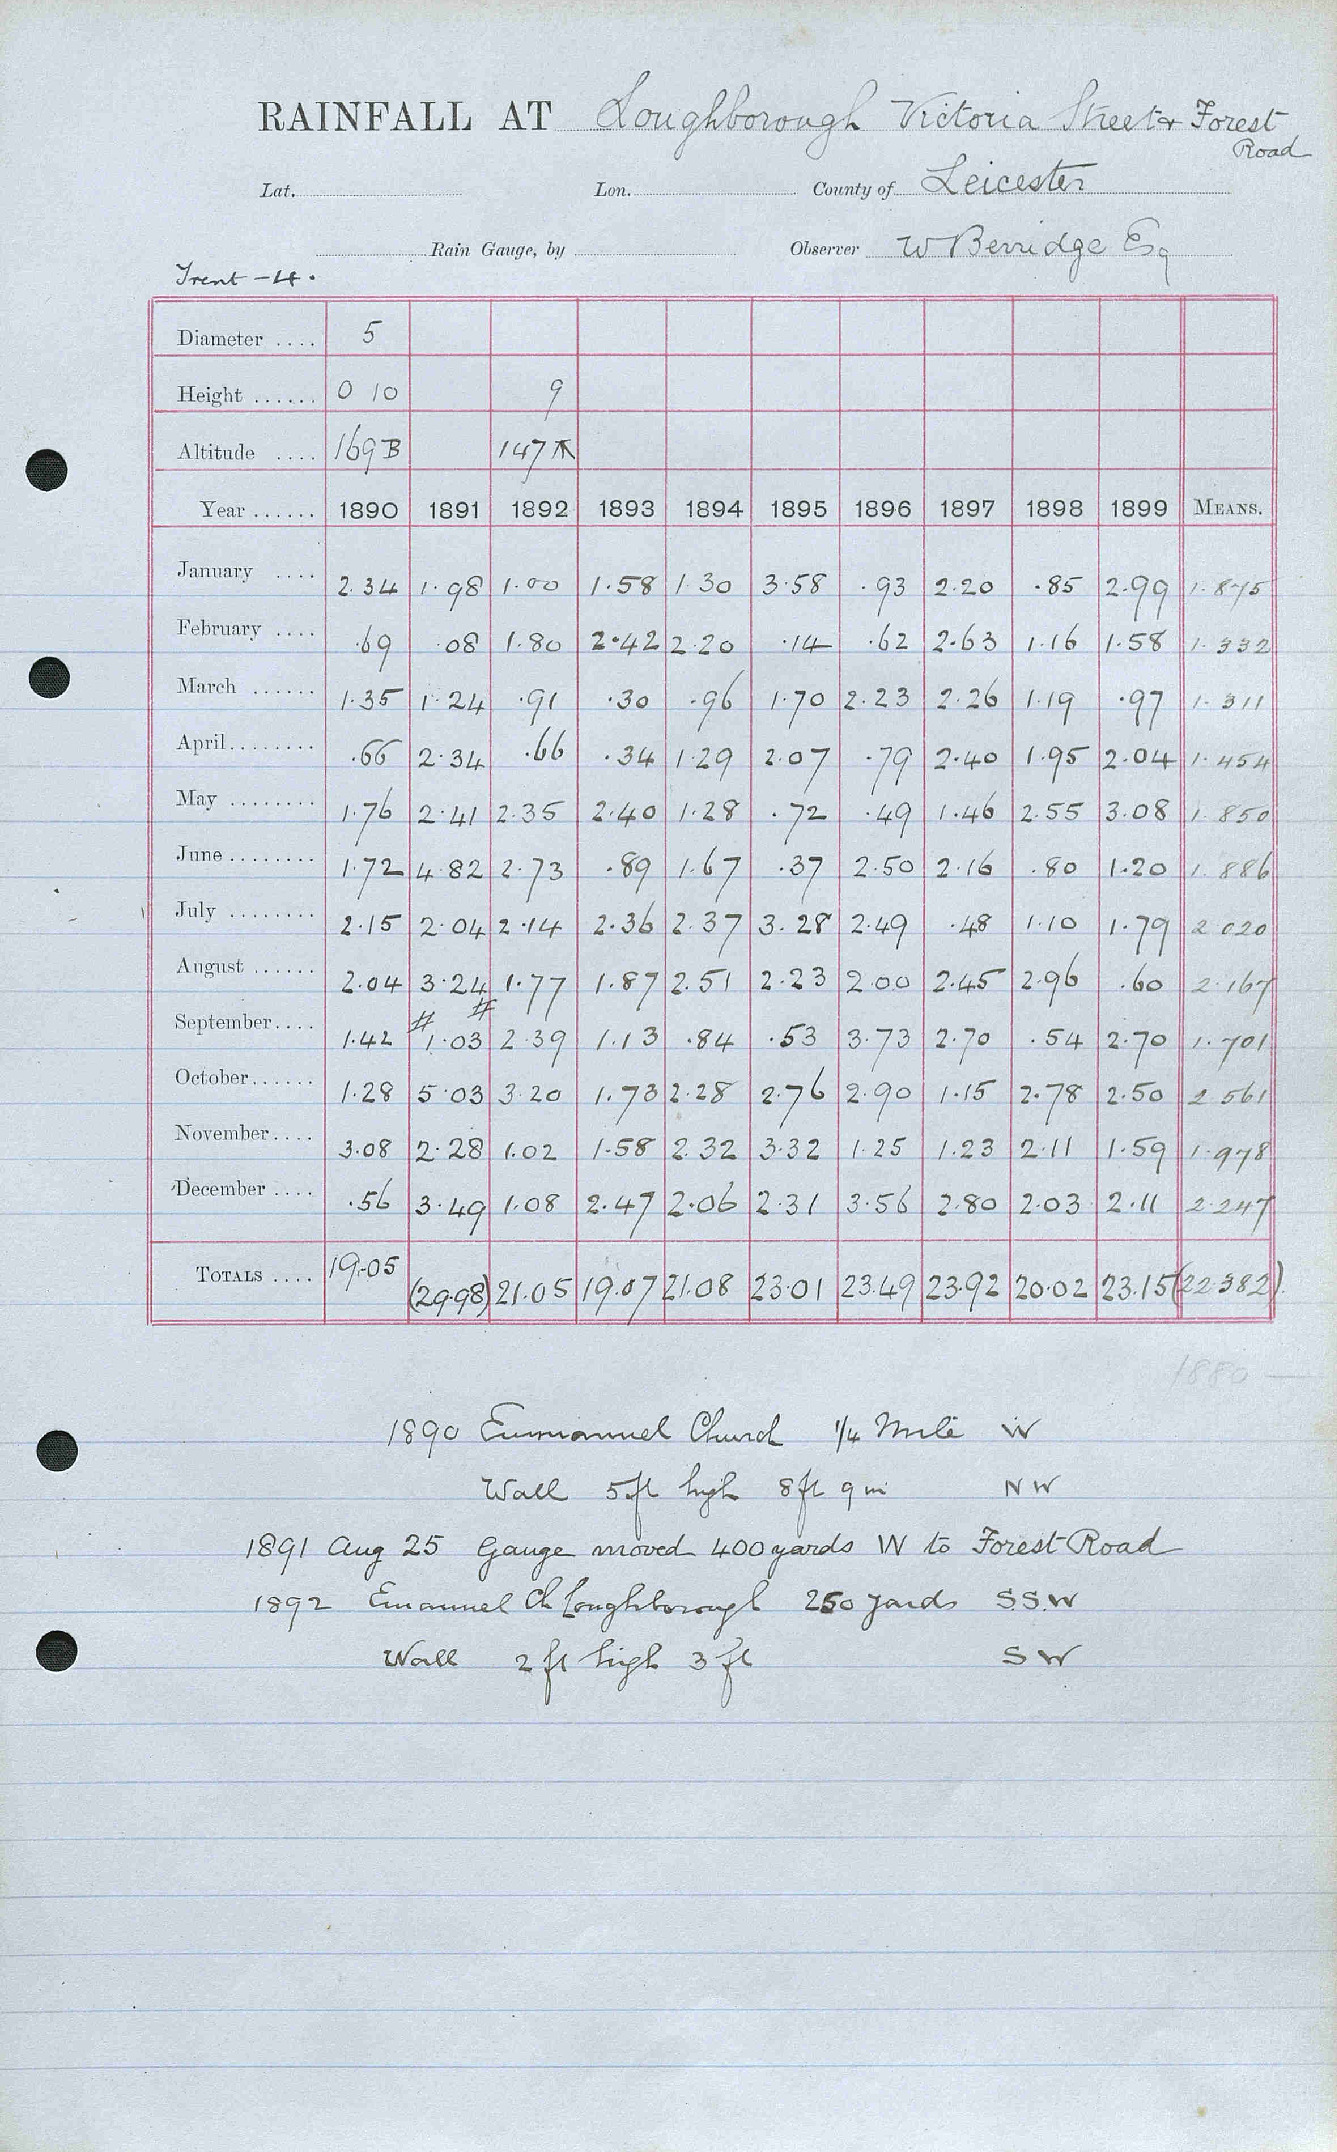 RAINFALL AT Loughborough Victoria Street & Forest
Road
Lat. Lon. County of Leicester
Rain Gauge, by Observer W Berridge Esq
Trent - 4.
Diameter .... 5
Height ...... 0 10 9
Altitude .... 169 B 147
Year ...... 1890 1891 1892 1893 1894 1895 1896 1897 1898 1899 MEANS.
January .... 2.34 1.98 1.00 1.58 1.30 3.58 .93 2.20 .85 2.99 1.875
February .... .69 .08 1.80 2.42 2.20 .14 .62 2.63 1.16 1.58 1.332
March ...... 1.35 1.24 .91 .30 .96 1.70 2.23 2.26 1.19 .97 1.311
April........ .66 2.34 .66 .34 1.29 2.07 .79 2.40 1.95 2.04 1.454
May ........ 1.76 2.41 2.35 2.40 1.28 .72 .49 1.46 2.55 3.08 1.850
June ........ 1.72 4.82 2.73 .89 1.67 .37 2.50 2.16 .80 1.20 1.886
July ........ 2.15 2.04 2.14 2.36 2.37 3.28 2.49 .48 1.10 1.79 2.020
August ...... 2.04 3.24 1.77 1.87 2.51 2.23 2.00 2.45 2.96 .60 2.167
September.... 1.42 # 1.03 # 2.39 1.13 .84 .53 3.73 2.70 .54 2.70 1.701
October...... 1.28 5.03 3.20 1.73 2.28 2.76 2.90 1.15 2.78 2.50 2.561
November.... 3.08 2.28 1.02 1.58 2.32 3.32 1.25 1.23 2.11 1.59 1.978
December .... .56 3.49 1.08 2.47 2.06 2.31 3.56 2.80 2.03 2.11 2.247
TOTALS .... 19.05 (29.98) 21.05 19.07 21.08 23.01 23.49 23.92 20.02 23.15 (22.382)
1880 —
1890 Emmanuel Church 1/4 Mile W
Wall 5 ft high 8 ft 9 in NW
1891 Aug 25 Gauge moved 400 yards W to Forest Road
1892 Emanuel Ch Loughborough 250 yards S.S.W
Wall 2 ft high 3 ft SW